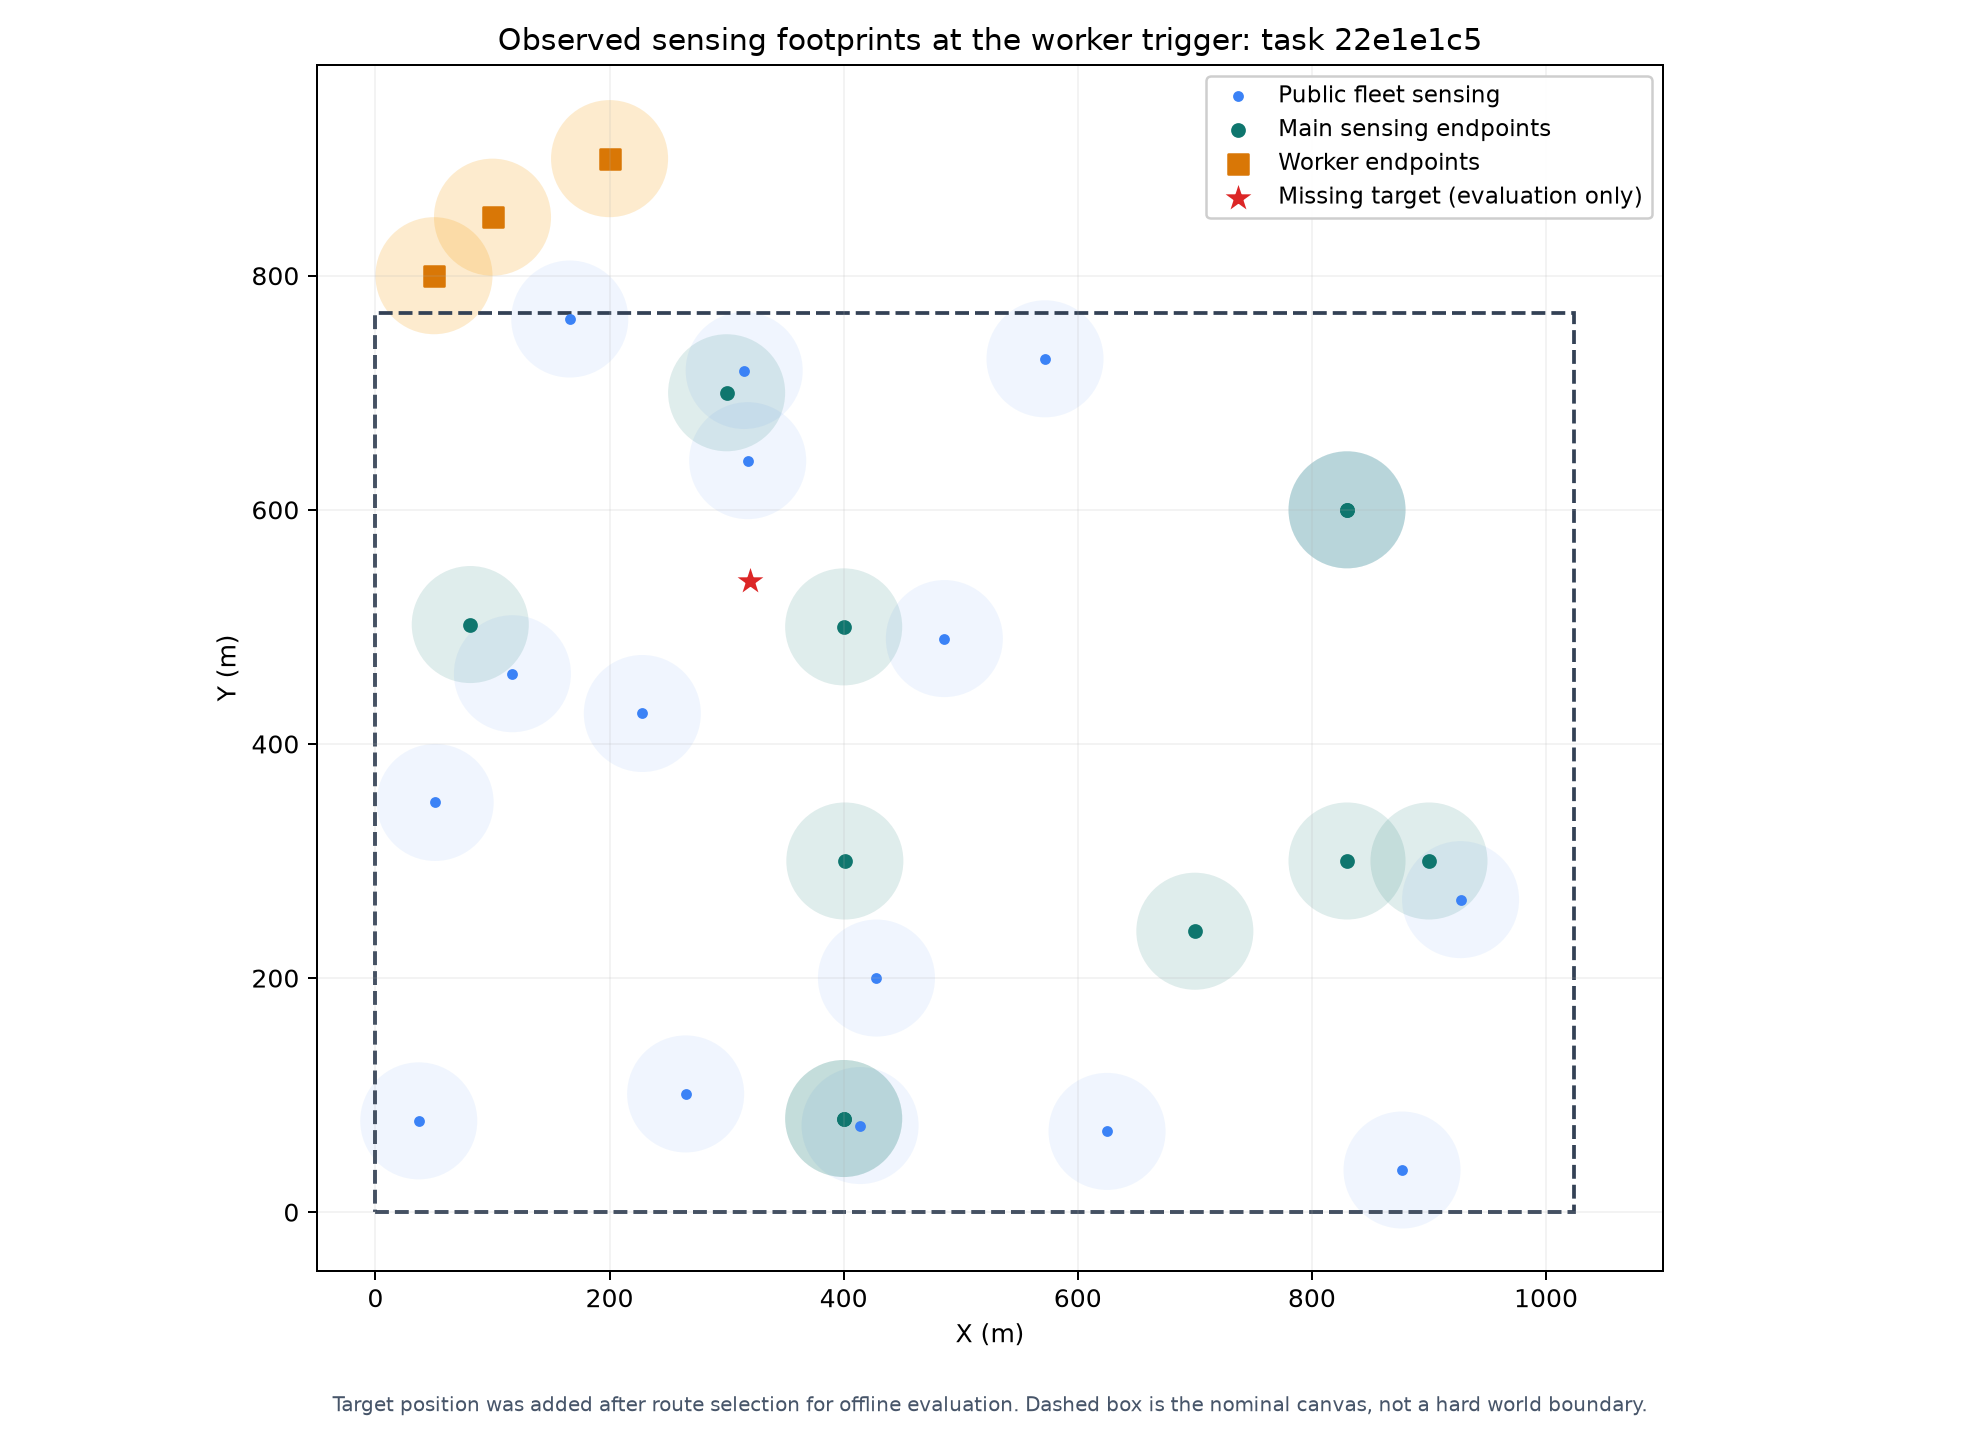 Observed sensing footprints at the worker trigger: task 22e1e1c5
Public fleet sensing
Main sensing endpoints
Worker endpoints
Missing target (evaluation only)
800
600
400
200
0
Y (m)
0 200 400 600 800 1000
X (m)
Target position was added after route selection for offline evaluation. Dashed box is the nominal canvas, not a hard world boundary.